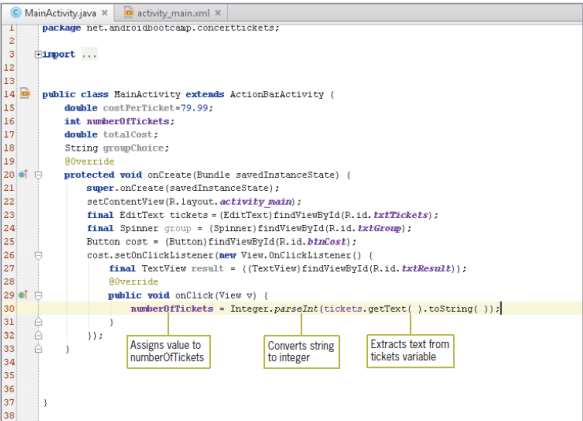 MainActivity.java × activity_main.xml ×
1 package net.androidbootcamp.concerttickets;
2
3 import ...
12
13
14 public class MainActivity extends ActionBarActivity {
15 double costPerTicket=79.99;
16 int numberOfTickets;
17 double totalCost;
18 String groupChoice;
19 @Override
20 protected void onCreate(Bundle savedInstanceState) {
21 super.onCreate(savedInstanceState);
22 setContentView(R.layout.activity_main);
23 final EditText tickets = (EditText)findViewById(R.id.txtTickets);
24 final Spinner group = (Spinner)findViewById(R.id.txtGroup);
25 Button cost = (Button)findViewById(R.id.btnCost);
26 cost.setOnClickListener(new View.OnClickListener() {
27 final TextView result = ((TextView)findViewById(R.id.txtResult));
28 @Override
29 public void onClick(View v) {
30 numberOfTickets = Integer.parseInt(tickets.getText( ).toString( ));
31 }
32 });
33 }
34
35
36
37 }
38
Assigns value to
numberOfTickets
Converts string
to integer
Extracts text from
tickets variable